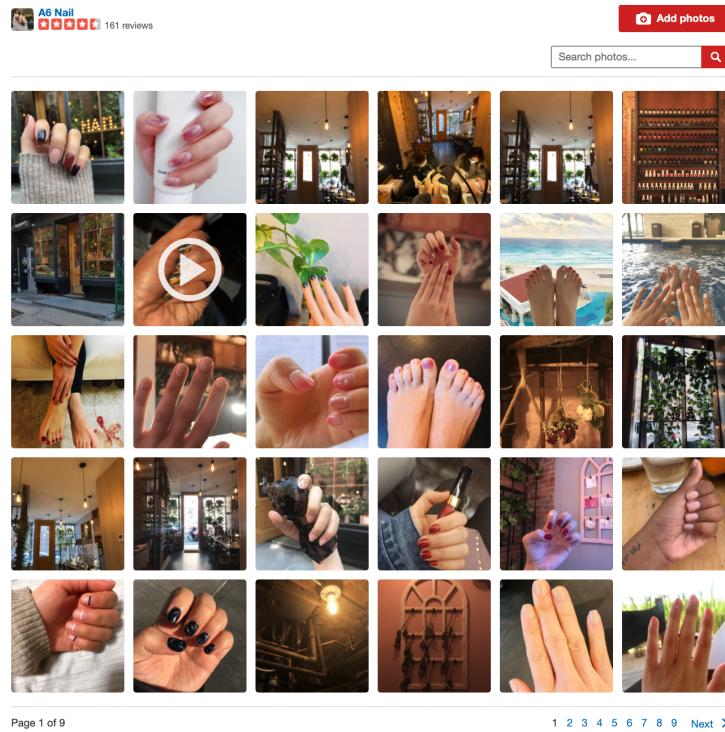 A6 Nail
161 reviews
Add photos
Search photos...
NAIL
Page 1 of 9
1 2 3 4 5 6 7 8 9 Next